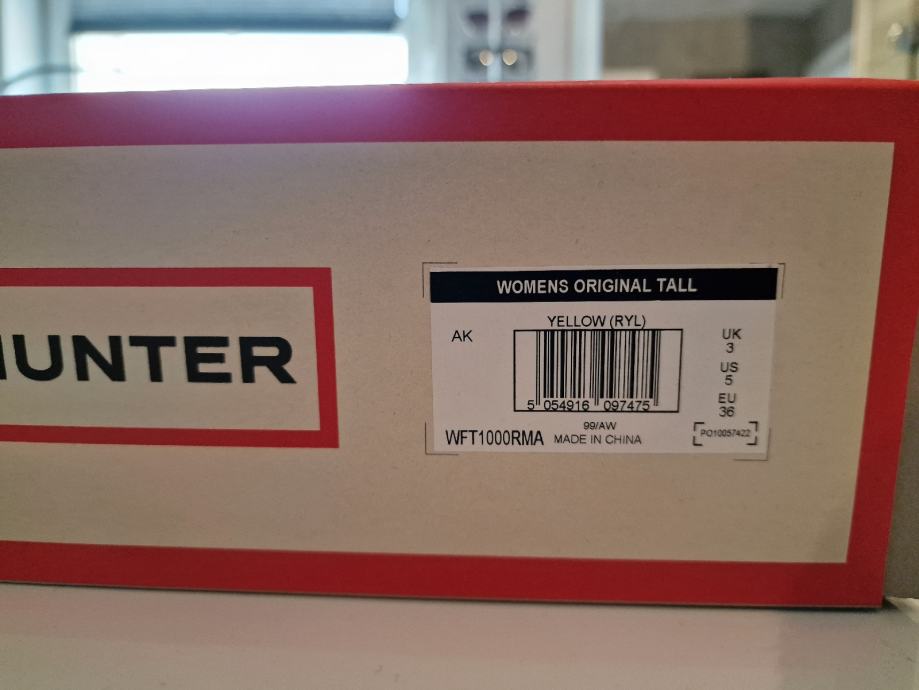 HUNTER
WOMENS ORIGINAL TALL
YELLOW (RYL)
AK
UK
3
US
5
EU
36
5 054916 097475
99/AW
WFT1000RMA MADE IN CHINA
PO10057422